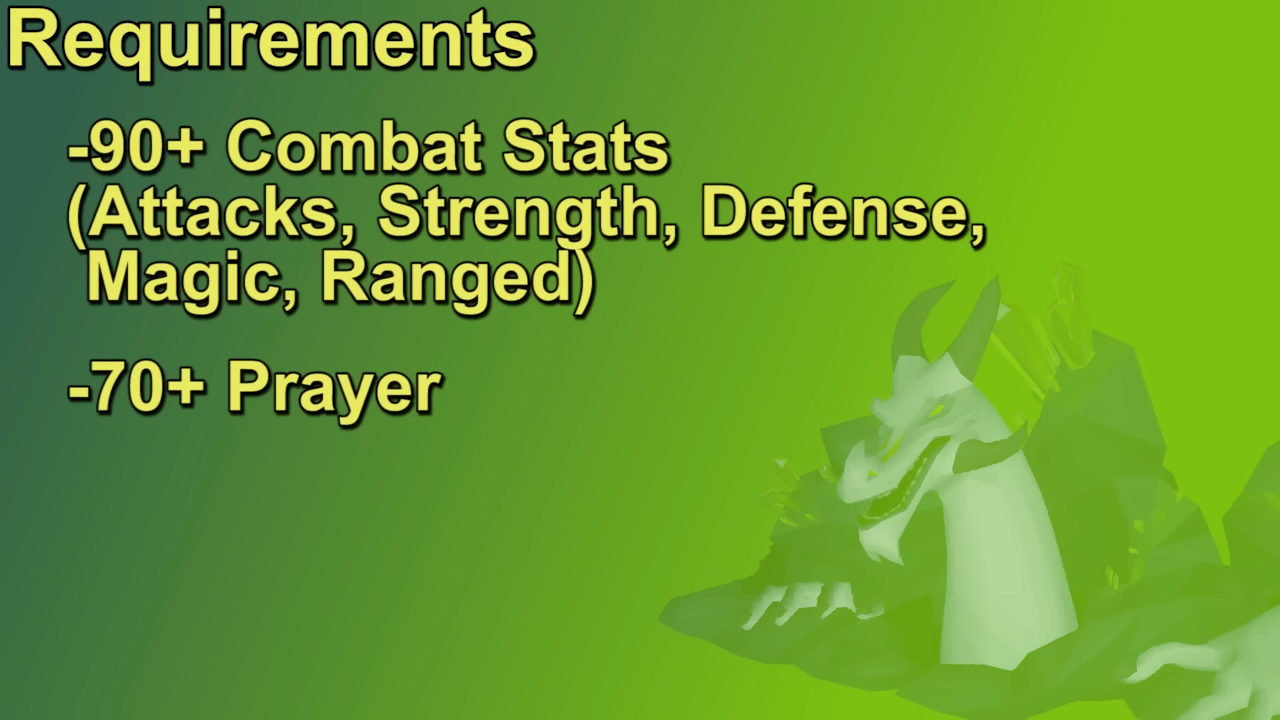 Requirements
-90+ Combat Stats
(Attacks, Strength, Defense,
Magic, Ranged)
-70+ Prayer